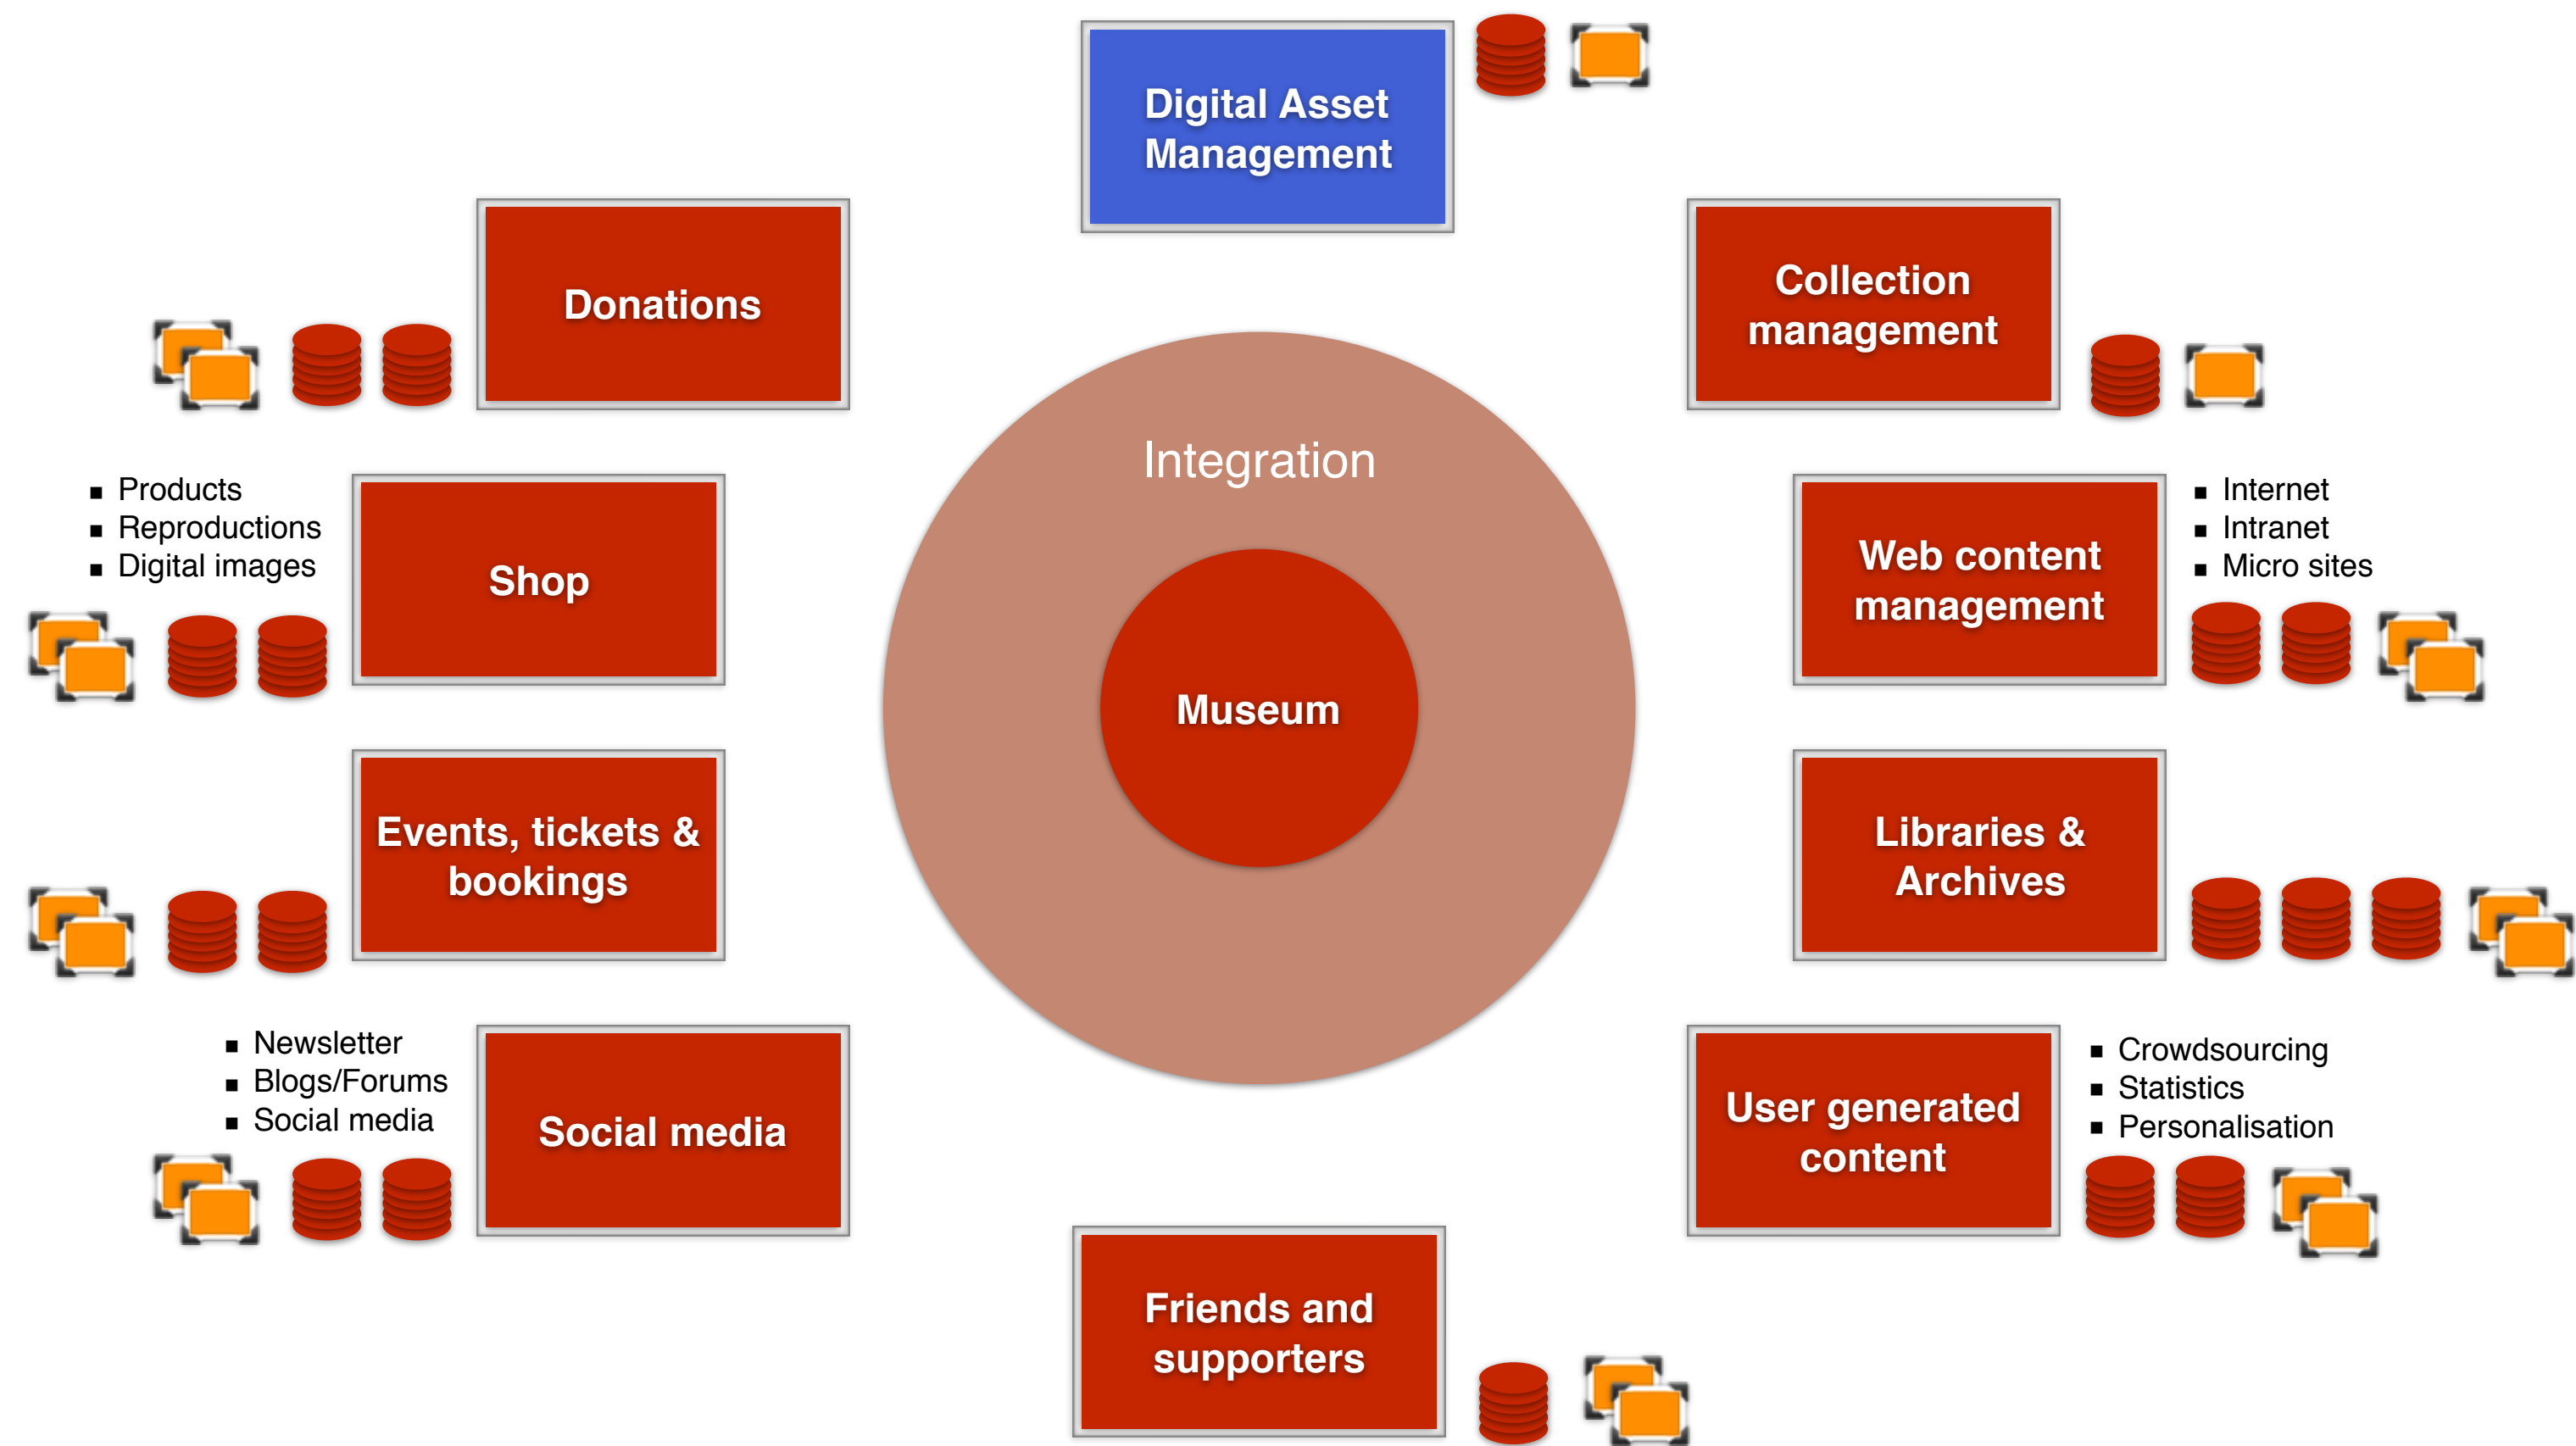 Digital Asset
Management
Donations
Collection
management
Integration
■ Products
■ Reproductions
■ Digital images
Shop
Web content
management
■ Internet
■ Intranet
■ Micro sites
Museum
Events, tickets &
bookings
Libraries &
Archives
■ Newsletter
■ Blogs/Forums
■ Social media
Social media
User generated
content
■ Crowdsourcing
■ Statistics
■ Personalisation
Friends and
supporters